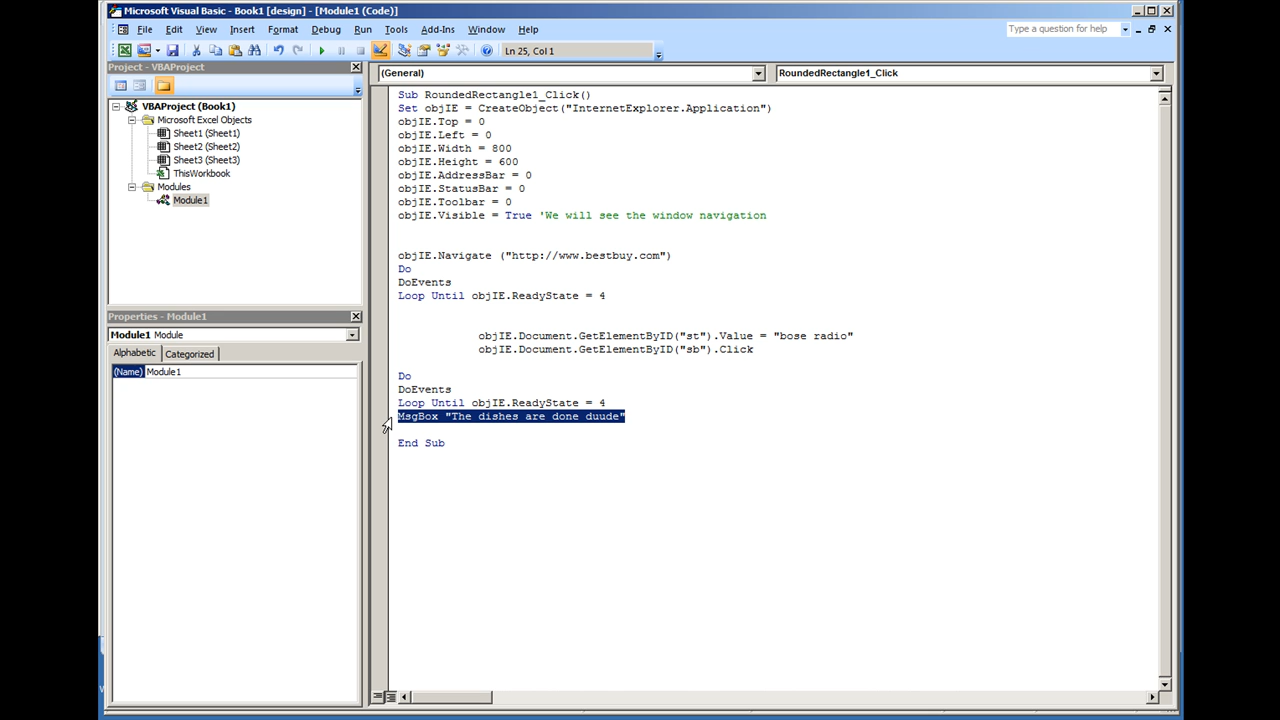 Microsoft Visual Basic - Book1 [design] - [Module1 (Code)]
File Edit View Insert Format Debug Run Tools Add-Ins Window Help
Type a question for help
Ln 25, Col 1
Project - VBAProject
(General)
RoundedRectangle1_Click
VBAProject (Book1)
Microsoft Excel Objects
Sheet1 (Sheet1)
Sheet2 (Sheet2)
Sheet3 (Sheet3)
ThisWorkbook
Modules
Module1
Properties - Module1
Module1 Module
Alphabetic Categorized
(Name) Module1
Sub RoundedRectangle1_Click()
Set objIE = CreateObject("InternetExplorer.Application")
objIE.Top = 0
objIE.Left = 0
objIE.Width = 800
objIE.Height = 600
objIE.AddressBar = 0
objIE.StatusBar = 0
objIE.Toolbar = 0
objIE.Visible = True 'We will see the window navigation
objIE.Navigate ("http://www.bestbuy.com")
Do
DoEvents
Loop Until objIE.ReadyState = 4
objIE.Document.GetElementByID("st").Value = "bose radio"
objIE.Document.GetElementByID("sb").Click
Do
DoEvents
Loop Until objIE.ReadyState = 4
MsgBox "The dishes are done duude"
End Sub